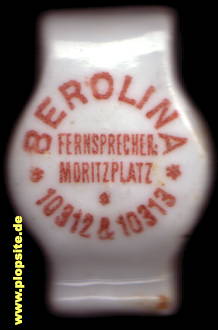 BEROLINA
FERNSPRECHER:
MORITZPLATZ
* 10312 & 10313 *
www.plopsite.de